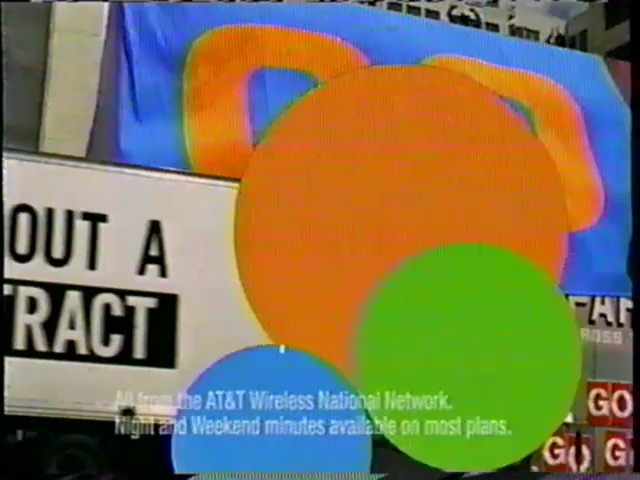 OUT A
TRACT
All from the AT&T Wireless National Network.
Night and Weekend minutes available on most plans.
GO
GO G